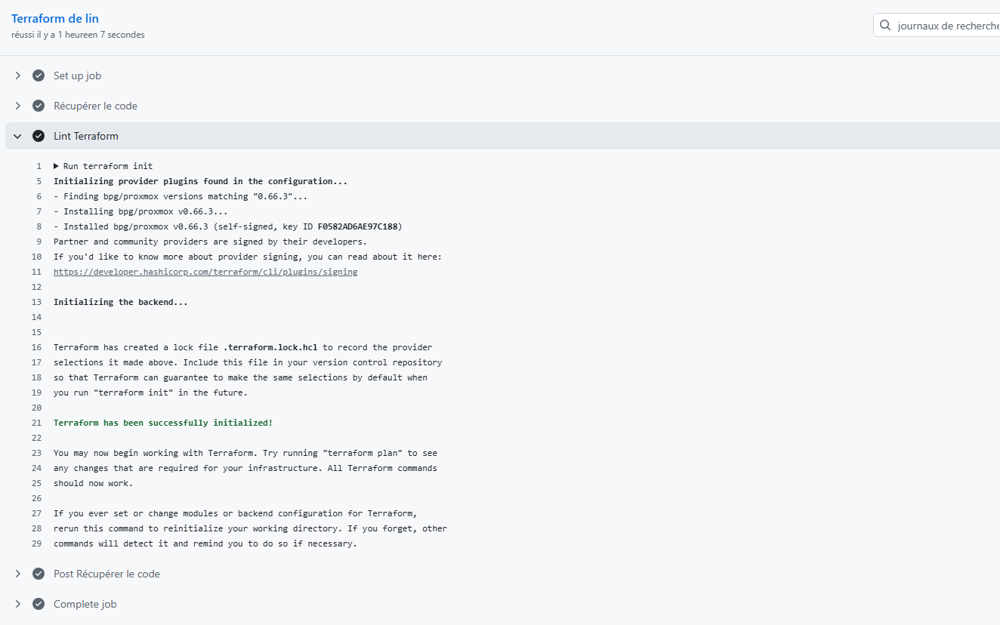 Terraform de lin
réussi il y a 1 heureen 7 secondes
journaux de recherche
Set up job
Récupérer le code
Lint Terraform
1 Run terraform init
5 Initializing provider plugins found in the configuration...
6 - Finding bpg/proxmox versions matching "0.66.3"...
7 - Installing bpg/proxmox v0.66.3...
8 - Installed bpg/proxmox v0.66.3 (self-signed, key ID F0582AD6AE97C188)
9 Partner and community providers are signed by their developers.
10 If you'd like to know more about provider signing, you can read about it here:
11 https://developer.hashicorp.com/terraform/cli/plugins/signing
12
13 Initializing the backend...
14
15
16 Terraform has created a lock file .terraform.lock.hcl to record the provider
17 selections it made above. Include this file in your version control repository
18 so that Terraform can guarantee to make the same selections by default when
19 you run "terraform init" in the future.
20
21 Terraform has been successfully initialized!
22
23 You may now begin working with Terraform. Try running "terraform plan" to see
24 any changes that are required for your infrastructure. All Terraform commands
25 should now work.
26
27 If you ever set or change modules or backend configuration for Terraform,
28 rerun this command to reinitialize your working directory. If you forget, other
29 commands will detect it and remind you to do so if necessary.
Post Récupérer le code
Complete job